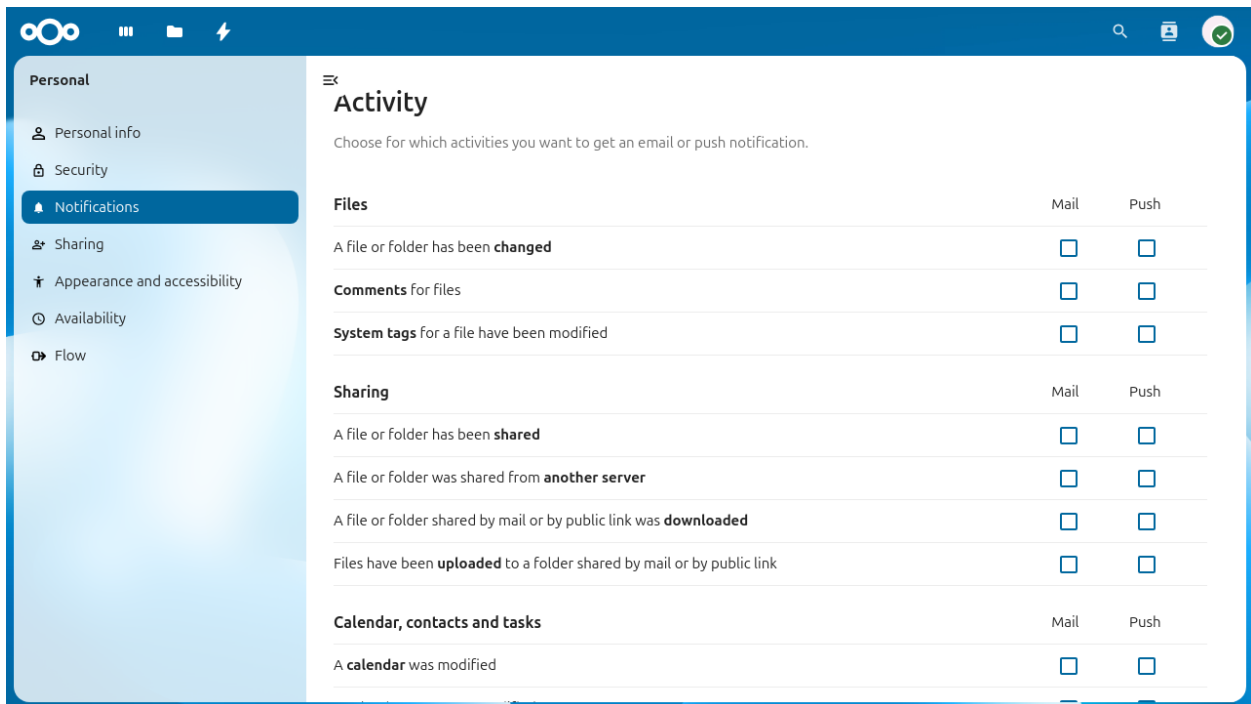 Personal
Personal info
Security
Notifications
Sharing
Appearance and accessibility
Availability
Flow
Activity
Choose for which activities you want to get an email or push notification.
Files Mail Push
A file or folder has been changed
Comments for files
System tags for a file have been modified
Sharing Mail Push
A file or folder has been shared
A file or folder was shared from another server
A file or folder shared by mail or by public link was downloaded
Files have been uploaded to a folder shared by mail or by public link
Calendar, contacts and tasks Mail Push
A calendar was modified